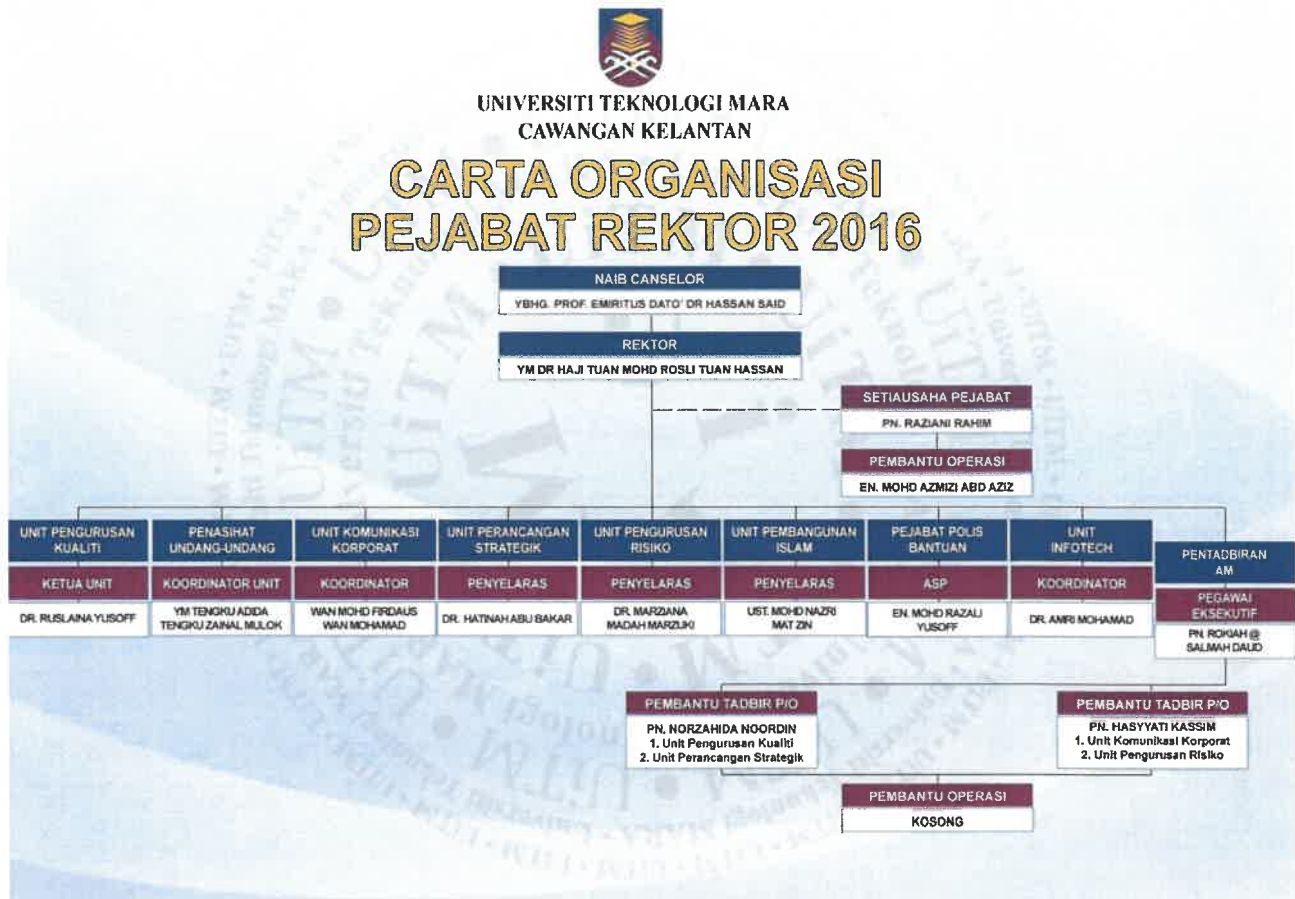 UNIVERSITI TEKNOLOGI MARA
CAWANGAN KELANTAN
CARTA ORGANISASI
PEJABAT REKTOR 2016
NAIB CANSELOR
YBHG. PROF. EMIRITUS DATO' DR HASSAN SAID
REKTOR
YM DR HAJI TUAN MOHD ROSLI TUAN HASSAN
SETIAUSAHA PEJABAT
PN. RAZIANI RAHIM
PEMBANTU OPERASI
EN. MOHD AZMIZI ABD AZIZ
UNIT PENGURUSAN
KUALITI
KETUA UNIT
DR. RUSLAINA YUSOFF
PENASIHAT
UNDANG-UNDANG
KOORDINATOR UNIT
YM TENGKU ADIDA
TENGKU ZAINAL MULOK
UNIT KOMUNIKASI
KORPORAT
KOORDINATOR
WAN MOHD FIRDAUS
WAN MOHAMAD
UNIT PERANCANGAN
STRATEGIK
PENYELARAS
DR. HATINAH ABU BAKAR
UNIT PENGURUSAN
RISIKO
PENYELARAS
DR. MARZIANA
MADAH MARZUKI
UNIT PEMBANGUNAN
ISLAM
PENYELARAS
UST. MOHD NAZRI
MAT ZIN
PEJABAT POLIS
BANTUAN
ASP
EN. MOHD RAZALI
YUSOFF
UNIT
INFOTECH
KOORDINATOR
DR. AMRI MOHAMAD
PENTADBIRAN
AM
PEGAWAI
EKSEKUTIF
PN. ROKIAH @
SALMAH DAUD
PEMBANTU TADBIR P/O
PN. NORZAHIDA NOORDIN
1. Unit Pengurusan Kualiti
2. Unit Perancangan Strategik
PEMBANTU TADBIR P/O
PN. HASYYATI KASSIM
1. Unit Komunikasi Korporat
2. Unit Pengurusan Risiko
PEMBANTU OPERASI
KOSONG